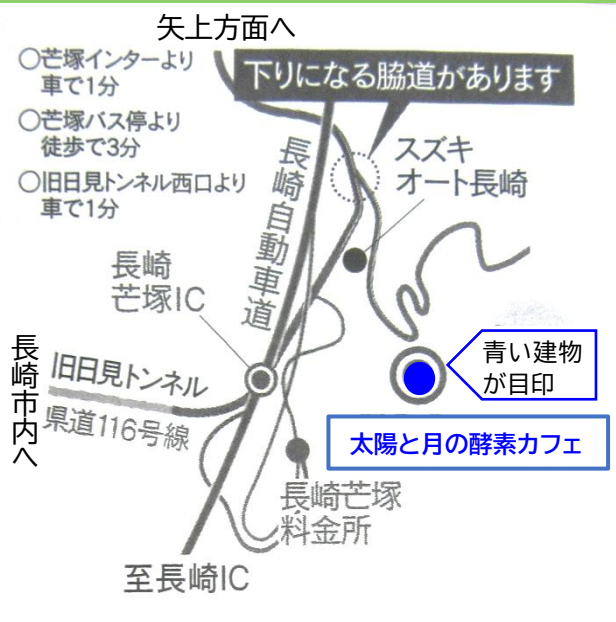 矢上方面へ
○芒塚インターより
車で1分
○芒塚バス停より
徒歩で3分
○旧日見トンネル西口より
車で1分
下りになる脇道があります
スズキ
オート長崎
長崎自動車道
長崎
芒塚IC
長崎市内へ
旧日見トンネル
県道116号線
青い建物
が目印
太陽と月の酵素カフェ
長崎芒塚
料金所
至長崎IC